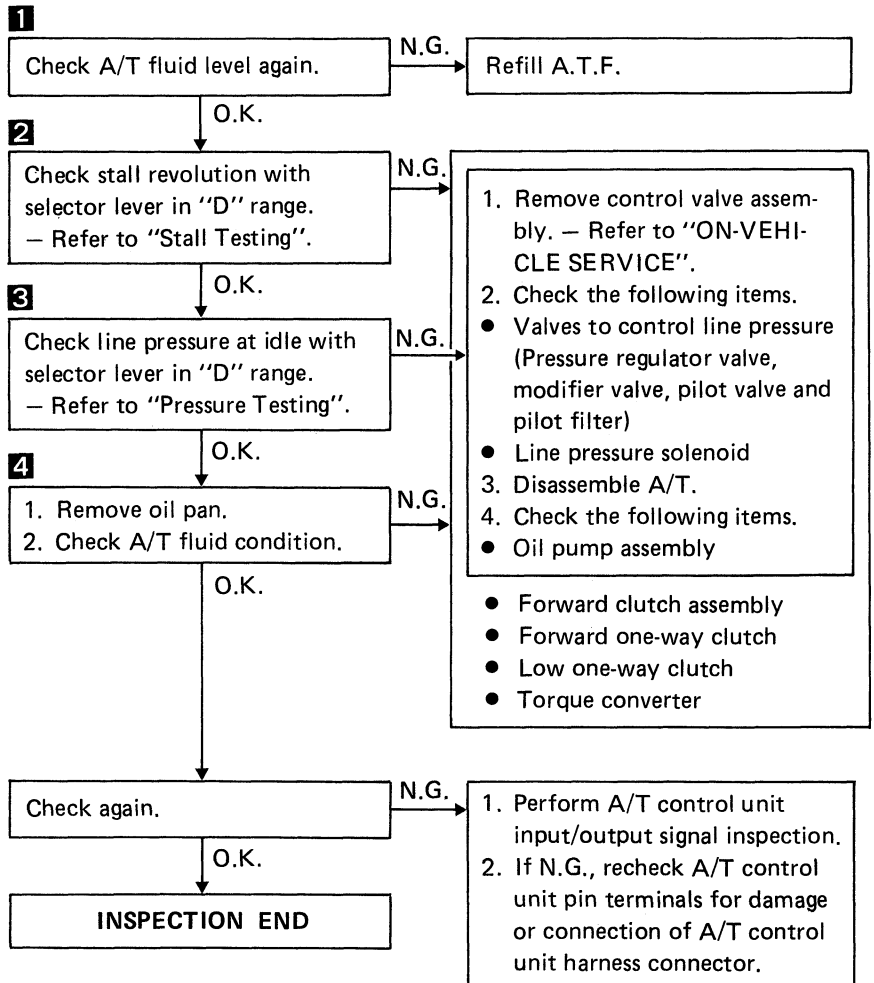 1
Check A/T fluid level again.
N.G.
Refill A.T.F.
O.K.
2
Check stall revolution with
selector lever in "D" range.
— Refer to "Stall Testing".
N.G.
O.K.
3
Check line pressure at idle with
selector lever in "D" range.
— Refer to "Pressure Testing".
N.G.
O.K.
4
1. Remove oil pan.
2. Check A/T fluid condition.
N.G.
O.K.
1. Remove control valve assem-
bly. — Refer to "ON-VEHI-
CLE SERVICE".
2. Check the following items.
● Valves to control line pressure
(Pressure regulator valve,
modifier valve, pilot valve and
pilot filter)
● Line pressure solenoid
3. Disassemble A/T.
4. Check the following items.
● Oil pump assembly
● Forward clutch assembly
● Forward one-way clutch
● Low one-way clutch
● Torque converter
Check again.
N.G.
O.K.
INSPECTION END
1. Perform A/T control unit
input/output signal inspection.
2. If N.G., recheck A/T control
unit pin terminals for damage
or connection of A/T control
unit harness connector.